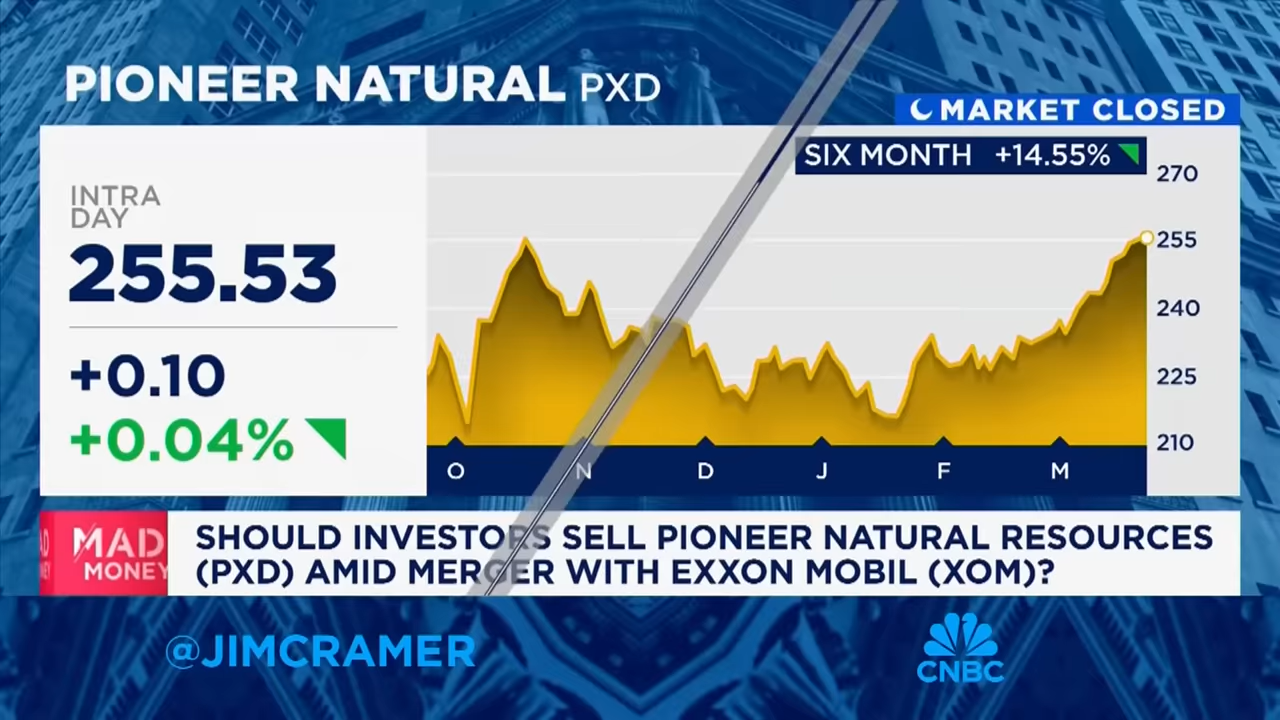 PIONEER NATURAL PXD
MARKET CLOSED
SIX MONTH +14.55%
INTRA
DAY
255.53
+0.10
+0.04%
270
255
240
225
210
O N D J F M
MAD
MONEY
SHOULD INVESTORS SELL PIONEER NATURAL RESOURCES
(PXD) AMID MERGER WITH EXXON MOBIL (XOM)?
@JIMCRAMER
CNBC